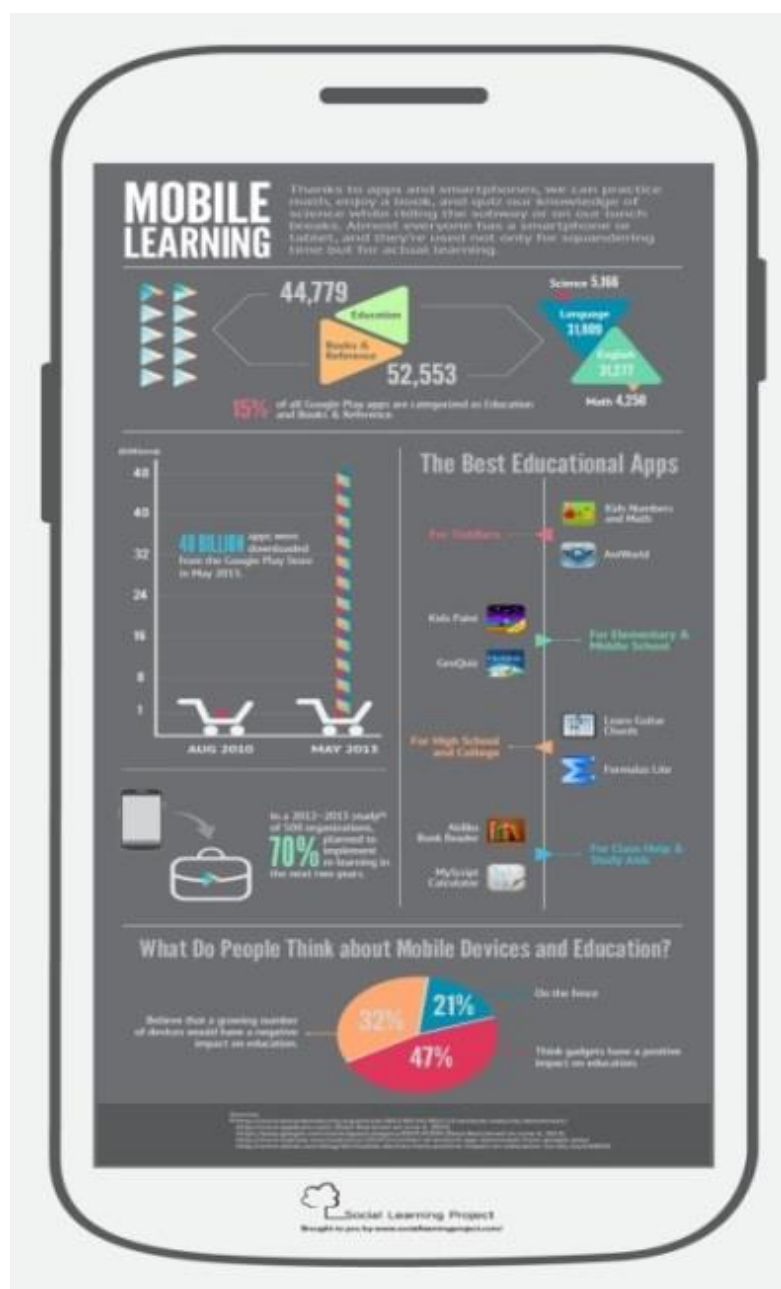 MOBILE
LEARNING
Thanks to apps and smartphones, we can practice
math, enjoy a book, and quiz our knowledge of
science while riding the subway or on our lunch
breaks. Almost everyone has a smartphone or
tablet, and they're used not only for squandering
time but for actual learning.
44,779
Education
Books &
Reference
52,553
Science 5,166
Language
English
Math 4,250
15% of all Google Play apps are categorized as Education
and Books & Reference
48
40
32
24
16
8
1
48 BILLION apps were
downloaded
from the Google Play Store
in May 2013.
AUG 2010
MAY 2013
The Best Educational Apps
For Toddlers
Kids Numbers
and Math
AniWorld
Kids Paint
GeoQuiz
For Elementary &
Middle School
For High School
and College
Learn Guitar
Chords
Formulas Lite
Book Reader
MyScript
Calculator
For Class Help &
Study Aids
In a 2012-2013 study
of 500 organizations,
70% planned to
implement
m-learning in
the next two years.
What Do People Think about Mobile Devices and Education?
Believe that a growing number
of devices would have a negative
impact on education.
32%
21%
47%
On the fence
Think gadgets have a positive
impact on education.
Social Learning Project
Brought to you by www.sociallearningproject.com/